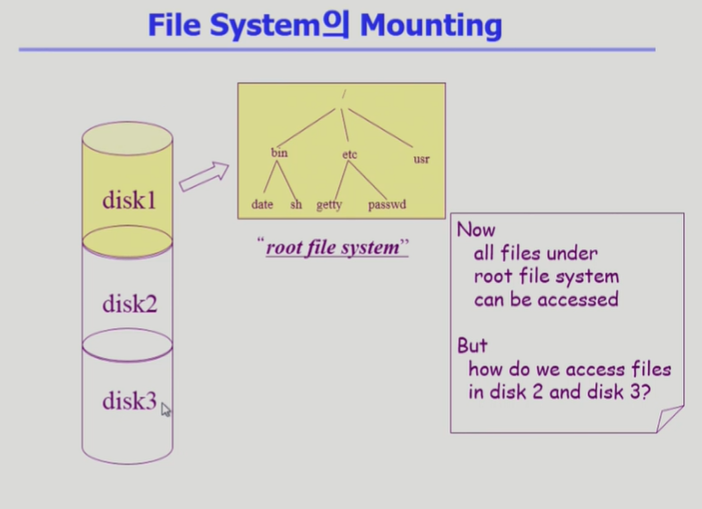 File System의 Mounting
/
bin
etc
usr
date sh getty passwd
disk1
"root file system"
disk2
disk3
Now
all files under
root file system
can be accessed
But
how do we access files
in disk 2 and disk 3?